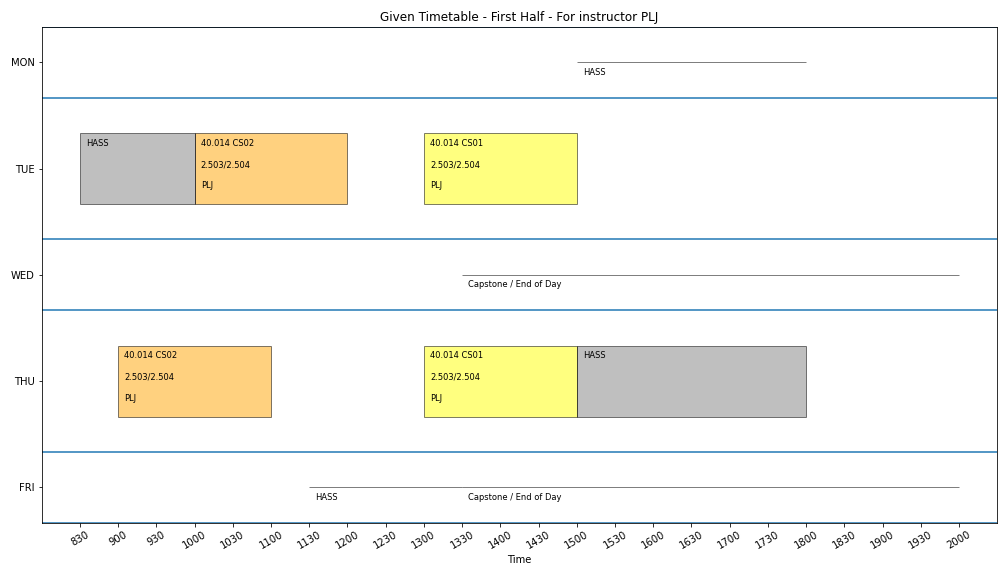 Given Timetable - First Half - For instructor PLJ
MON
HASS
TUE
HASS
40.014 CS02
2.503/2.504
PLJ
40.014 CS01
2.503/2.504
PLJ
WED
Capstone / End of Day
THU
40.014 CS02
2.503/2.504
PLJ
40.014 CS01
2.503/2.504
PLJ
HASS
FRI
HASS
Capstone / End of Day
830 900 930 1000 1030 1100 1130 1200 1230 1300 1330 1430 1500 1600 1630 1700 1730 1800 1830 1900 1930 2000
Time